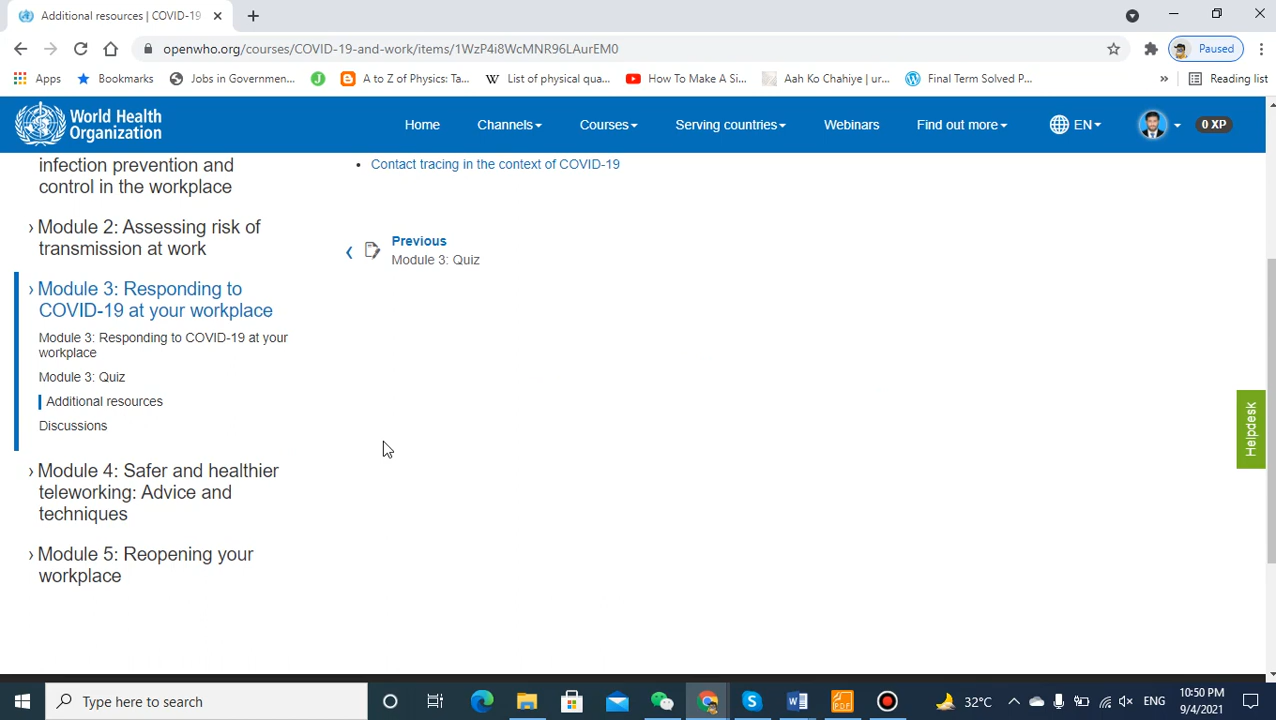 Additional resources | COVID-19
openwho.org/courses/COVID-19-and-work/items/1WzP4i8WcMNR96LAurEM0
Paused
Apps
Bookmarks
Jobs in Governmen...
A to Z of Physics: Ta...
List of physical qua...
How To Make A Si...
Aah Ko Chahiye | ur...
Final Term Solved P...
»
Reading list
World Health
Organization
Home
Channels
Courses
Serving countries
Webinars
Find out more
EN
0 XP
infection prevention and
control in the workplace
Module 2: Assessing risk of
transmission at work
Module 3: Responding to
COVID-19 at your workplace
Module 3: Responding to COVID-19 at your
workplace
Module 3: Quiz
Additional resources
Discussions
Module 4: Safer and healthier
teleworking: Advice and
techniques
Module 5: Reopening your
workplace
• Contact tracing in the context of COVID-19
Previous
Module 3: Quiz
Helpdesk
Type here to search
32°C
ENG
10:50 PM
9/4/2021